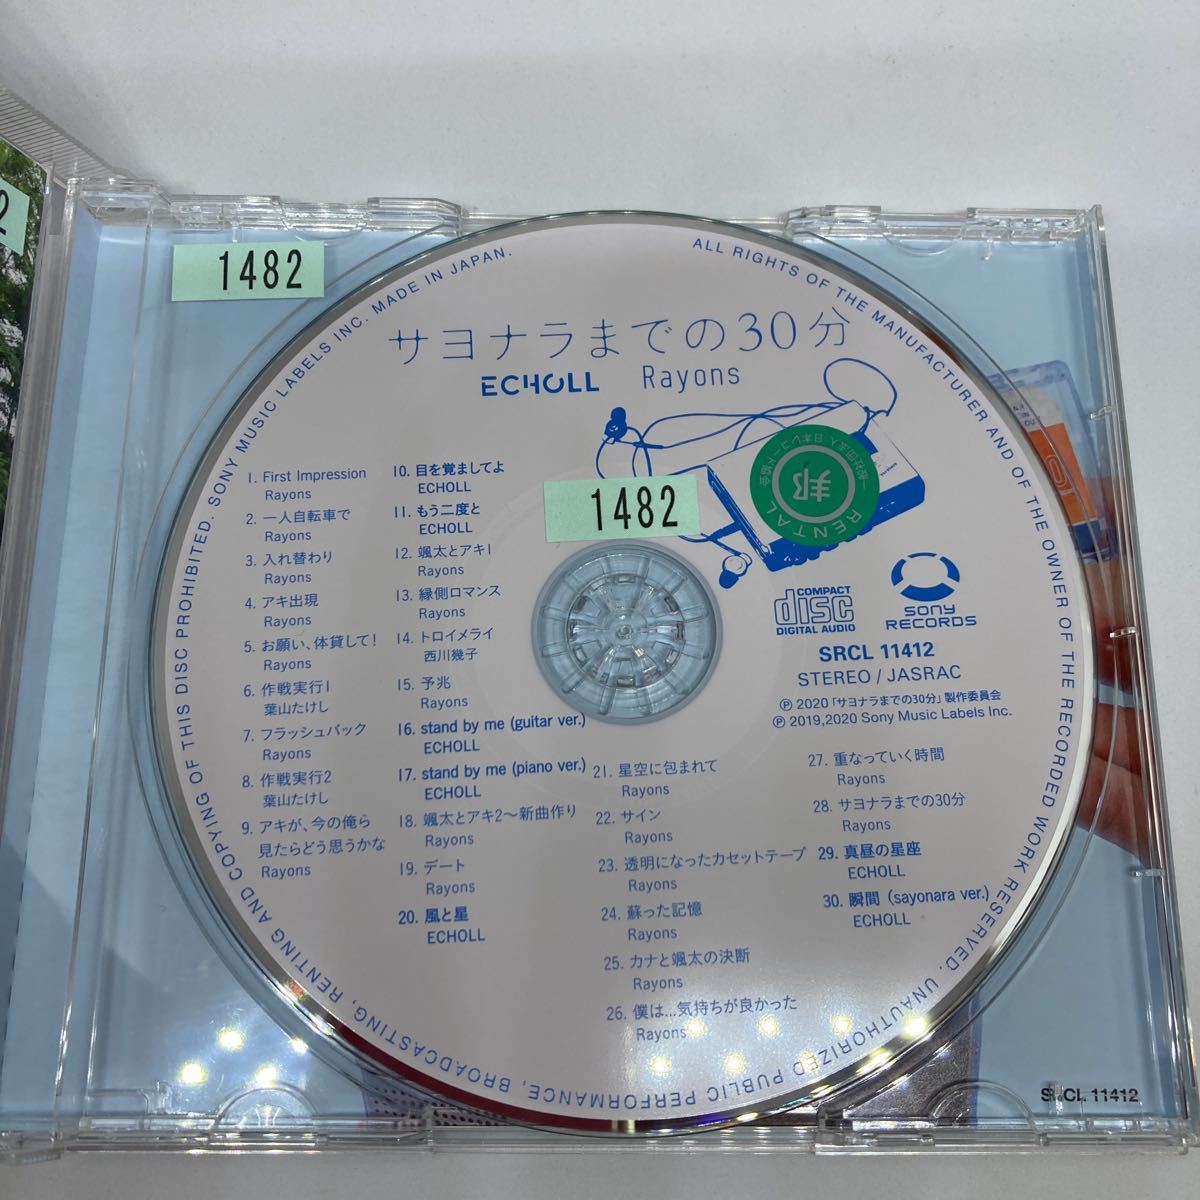 2
1482
SONY MUSIC LABELS INC. MADE IN JAPAN.
ALL RIGHTS OF THE MANUFACTURER AND OF THE OWNER OF THE RECORDED WORK RESERVED. UNAUTHORIZED PUBLIC PERFORMANCE, BROADCASTING, RENTING AND COPYING OF THIS DISC PROHIBITED.
サヨナラまでの30分
ECHOLL Rayons
1482
RENTAL
邦
一般社団法人日本レコード協会
COMPACT
disc
DIGITAL AUDIO
SONY
RECORDS
SRCL 11412
STEREO / JASRAC
Ⓟ 2020「サヨナラまでの30分」製作委員会
Ⓟ 2019,2020 Sony Music Labels Inc.
1. First Impression
Rayons
2. 一人自転車で
Rayons
3. 入れ替わり
Rayons
4. アキ出現
Rayons
5. お願い、体貸して!
Rayons
6. 作戦実行1
葉山たけし
7. フラッシュバック
Rayons
8. 作戦実行2
葉山たけし
9. アキが、今の俺ら
見たらどう思うかな
Rayons
10. 目を覚ましてよ
ECHOLL
11. もう二度と
ECHOLL
12. 颯太とアキ1
Rayons
13. 縁側ロマンス
Rayons
14. トロイメライ
西川幾子
15. 予兆
Rayons
16. stand by me (guitar ver.)
ECHOLL
17. stand by me (piano ver.)
ECHOLL
18. 颯太とアキ2〜新曲作り
Rayons
19. デート
Rayons
20. 風と星
ECHOLL
21. 星空に包まれて
Rayons
22. サイン
Rayons
23. 透明になったカセットテープ
Rayons
24. 蘇った記憶
Rayons
25. カナと颯太の決断
Rayons
26. 僕は…気持ちが良かった
Rayons
27. 重なっていく時間
Rayons
28. サヨナラまでの30分
Rayons
29. 真昼の星座
ECHOLL
30. 瞬間 (sayonara ver.)
ECHOLL
SRCL 11412